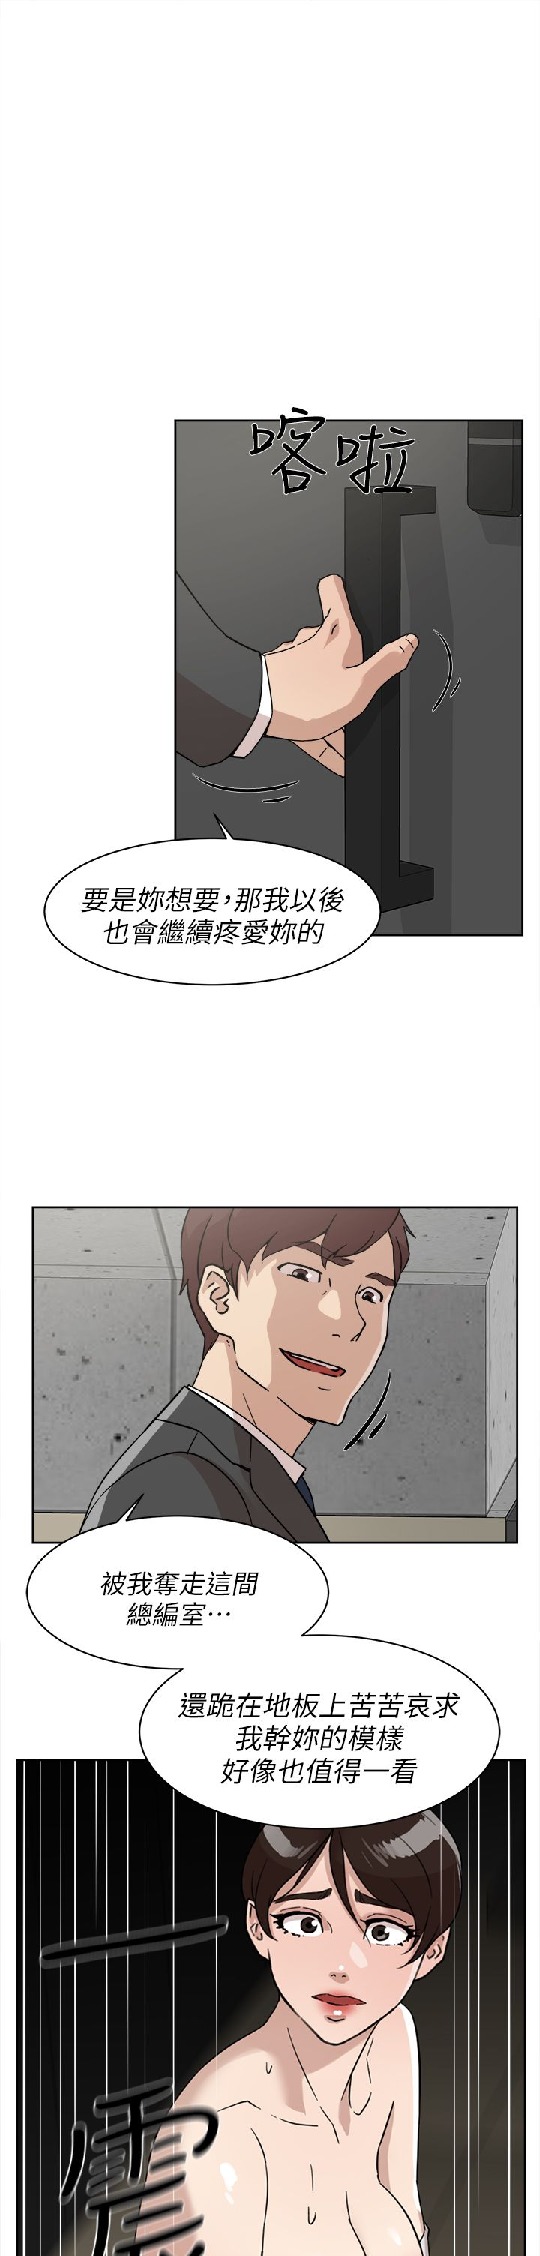 喀啦
要是妳想要，那我以後
也會繼續疼愛妳的
被我奪走這間
總編室…
還跪在地板上苦苦哀求
我幹妳的模樣
好像也值得一看
一震